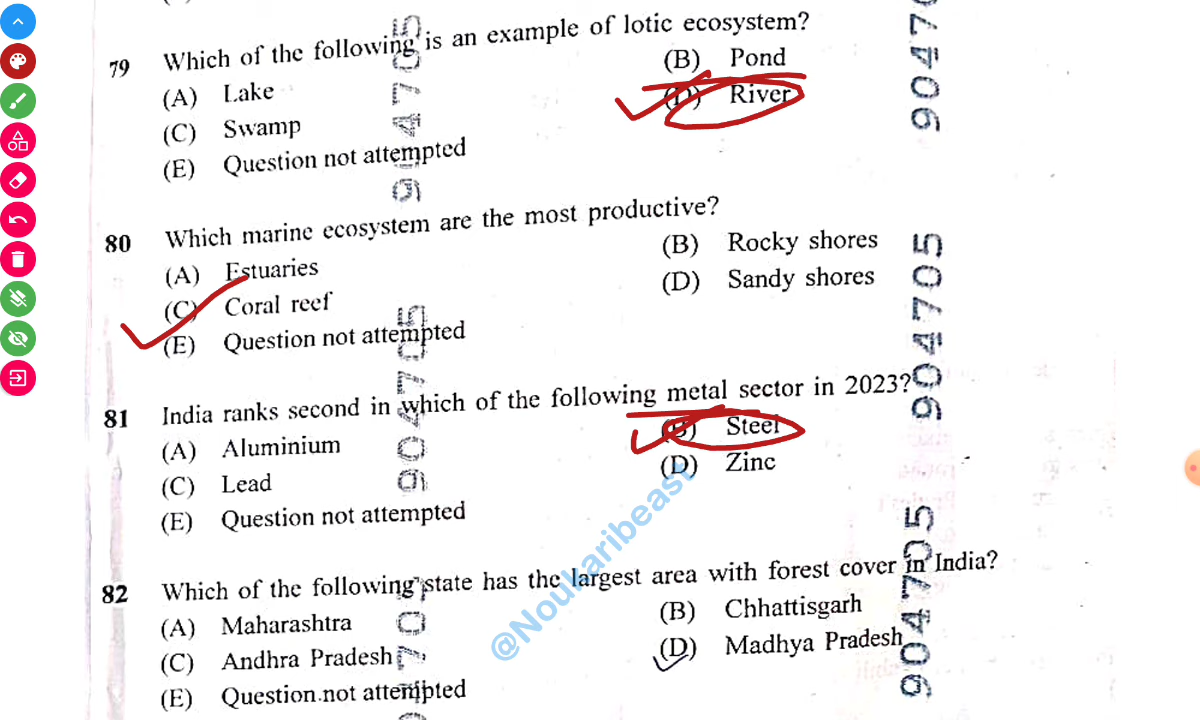 79 Which of the following is an example of lotic ecosystem?
(A) Lake (B) Pond
(C) Swamp (D) River
(E) Question not attempted
80 Which marine ecosystem are the most productive?
(A) Estuaries (B) Rocky shores
(C) Coral reef (D) Sandy shores
(E) Question not attempted
81 India ranks second in which of the following metal sector in 2023?
(A) Aluminium (B) Steel
(C) Lead (D) Zinc
(E) Question not attempted
82 Which of the following state has the largest area with forest cover in India?
(A) Maharashtra (B) Chhattisgarh
(C) Andhra Pradesh (D) Madhya Pradesh
(E) Question not attempted
904705
904705
904705
904705
@Noukaribeast